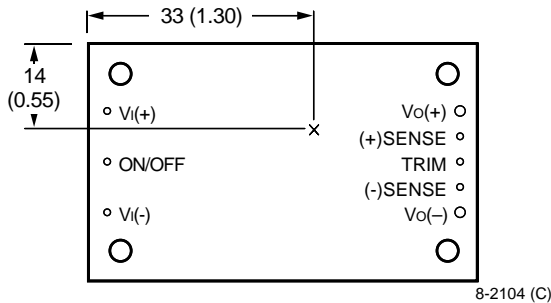 33 (1.30)
14
(0.55)
VI(+)
ON/OFF
VI(-)
VO(+)
(+)SENSE
TRIM
(-)SENSE
VO(–)
8-2104 (C)